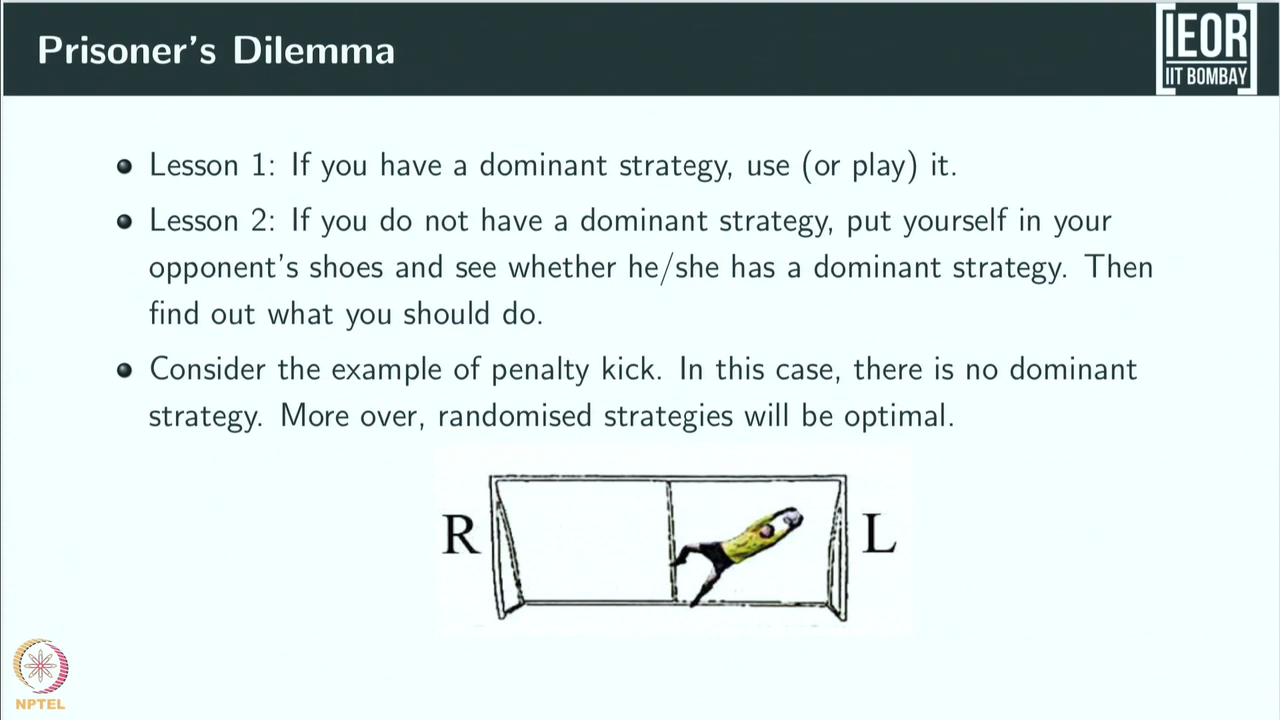 Prisoner's Dilemma
IEOR
IIT BOMBAY
Lesson 1: If you have a dominant strategy, use (or play) it.
Lesson 2: If you do not have a dominant strategy, put yourself in your
opponent's shoes and see whether he/she has a dominant strategy. Then
find out what you should do.
Consider the example of penalty kick. In this case, there is no dominant
strategy. More over, randomised strategies will be optimal.
R
L
NPTEL